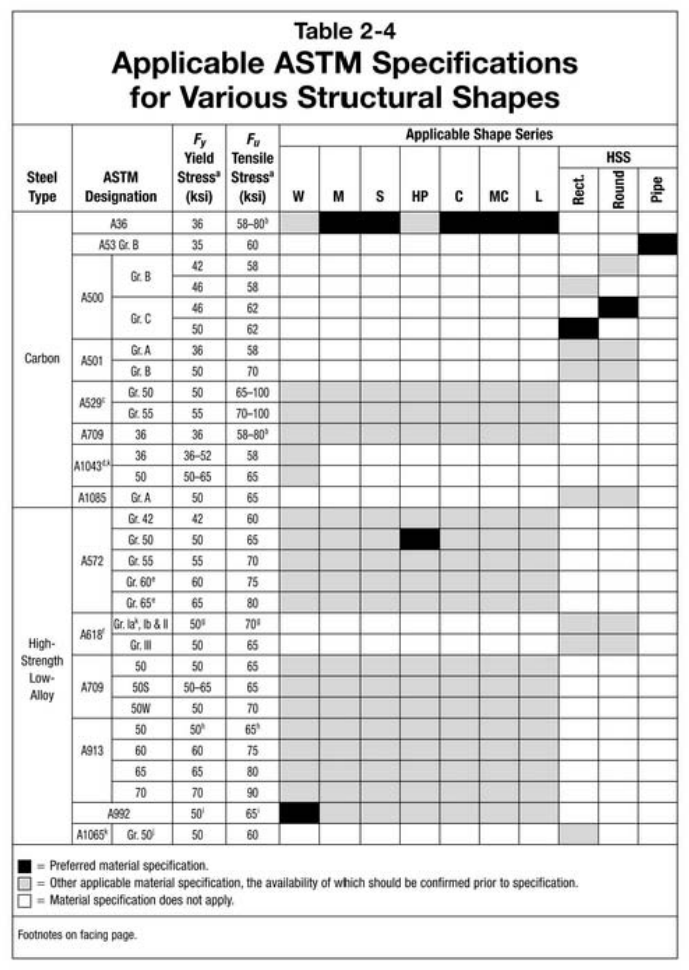 Table 2-4
Applicable ASTM Specifications
for Various Structural Shapes
Steel Type
ASTM Designation
Fy Yield Stressᵃ (ksi)
Fu Tensile Stressᵃ (ksi)
Applicable Shape Series
HSS
W M S HP C MC L Rect. Round Pipe
Carbon
A36 36 58–80ᵇ
A53 Gr. B 35 60
A500 Gr. B 42 58
46 58
Gr. C 46 62
50 62
A501 Gr. A 36 58
Gr. B 50 70
A529ᶜ Gr. 50 50 65–100
Gr. 55 55 70–100
A709 36 36 58–80ᵇ
A1043ᵈ,ᵏ 36 36–52 58
50 50–65 65
A1085 Gr. A 50 65
High-
Strength
Low-
Alloy
A572 Gr. 42 42 60
Gr. 50 50 65
Gr. 55 55 70
Gr. 60ᵉ 60 75
Gr. 65ᵉ 65 80
A618ᶠ Gr. Iaᵏ, Ib & II 50ᵍ 70ᵍ
Gr. III 50 65
A709 50 50 65
50S 50–65 65
50W 50 70
A913 50 50ʰ 65ʰ
60 60 75
65 65 80
70 70 90
A992 50ⁱ 65ⁱ
A1065ᵏ Gr. 50ʲ 50 60
= Preferred material specification.
= Other applicable material specification, the availability of which should be confirmed prior to specification.
= Material specification does not apply.
Footnotes on facing page.